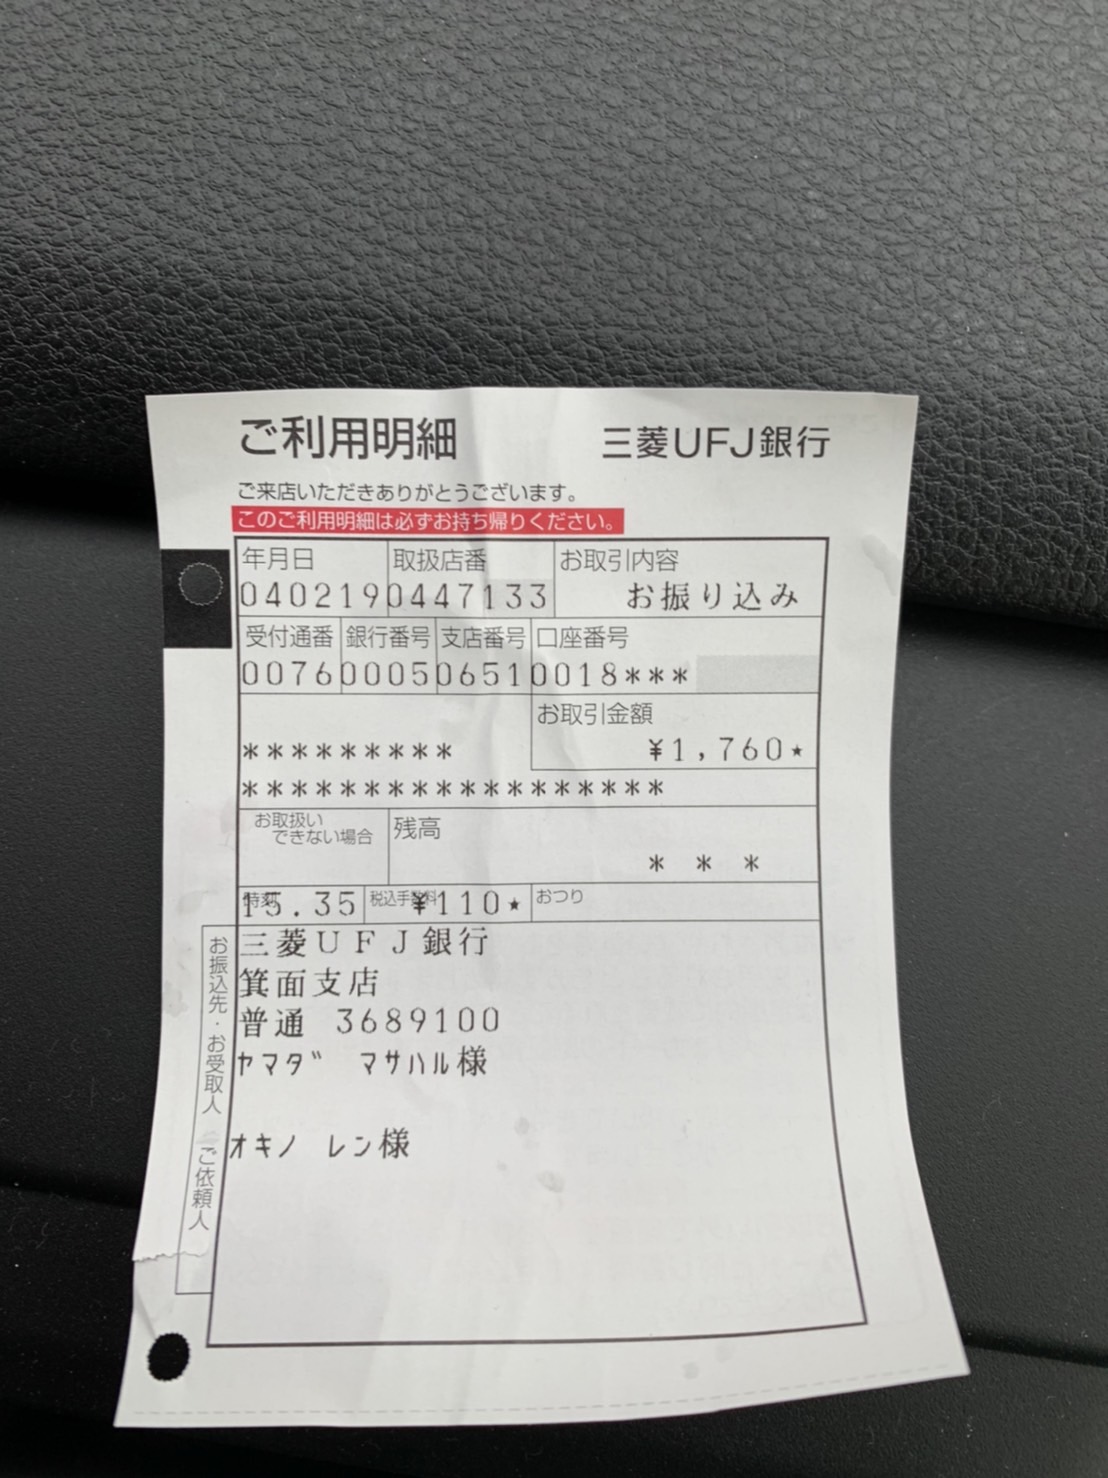 ご利用明細 三菱UFJ銀行
ご来店いただきありがとうございます。
このご利用明細は必ずお持ち帰りください。
年月日 取扱店番 お取引内容
040219 0447133 お振り込み
受付通番 銀行番号 支店番号 口座番号
0076 0005 0651 0018***
お取引金額
*********
¥1,760★
******************
お取扱いできない場合 残高
* * *
時刻 税込手数料 おつり
15.35 ¥110★
お振込先・お受取人
三菱UFJ銀行
箕面支店
普通 3689100
ヤマダ マサハル様
ご依頼人
オキノ レン様